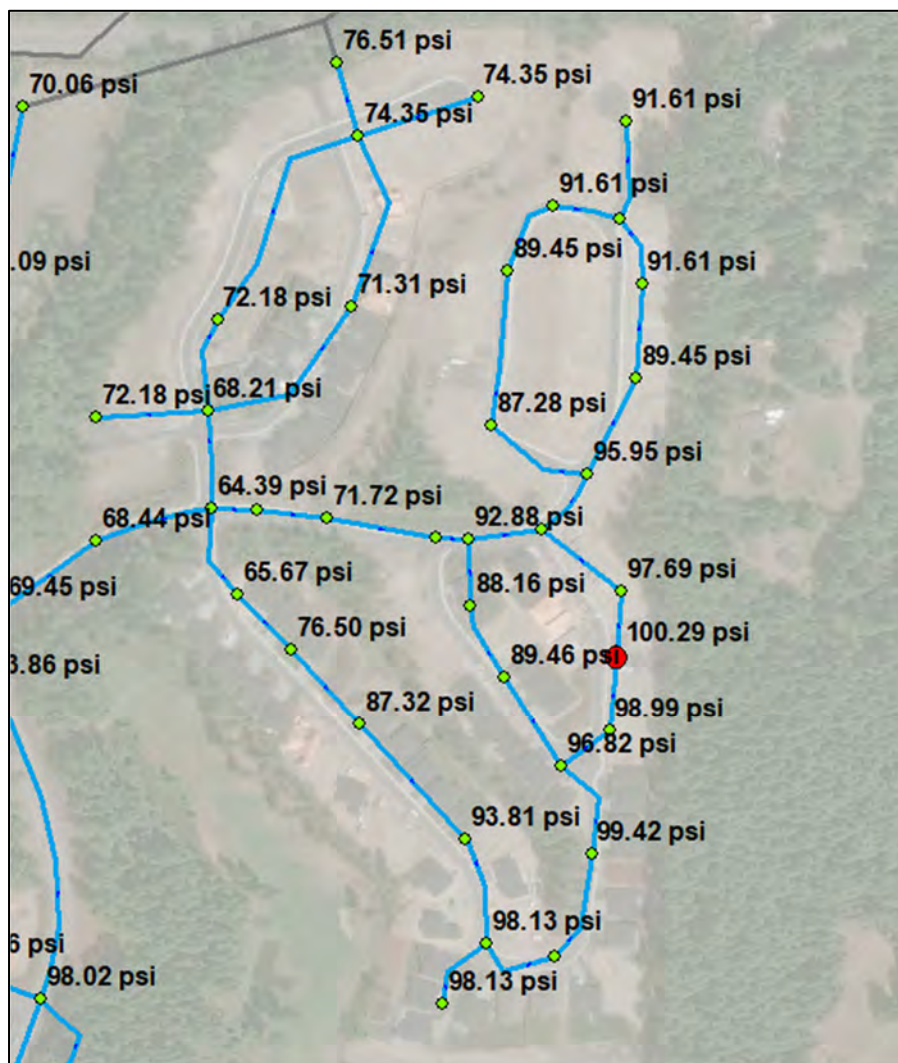 76.51 psi
70.06 psi
74.35 psi
91.61 psi
74.35 psi
91.61 psi
.09 psi
89.45 psi
91.61 psi
72.18 psi
71.31 psi
89.45 psi
72.18 psi
68.21 psi
87.28 psi
95.95 psi
64.39 psi
71.72 psi
92.88 psi
68.44 psi
69.45 psi
65.67 psi
88.16 psi
97.69 psi
76.50 psi
100.29 psi
3.86 psi
89.46 psi
87.32 psi
98.99 psi
96.82 psi
93.81 psi
99.42 psi
6 psi
98.13 psi
98.02 psi
98.13 psi